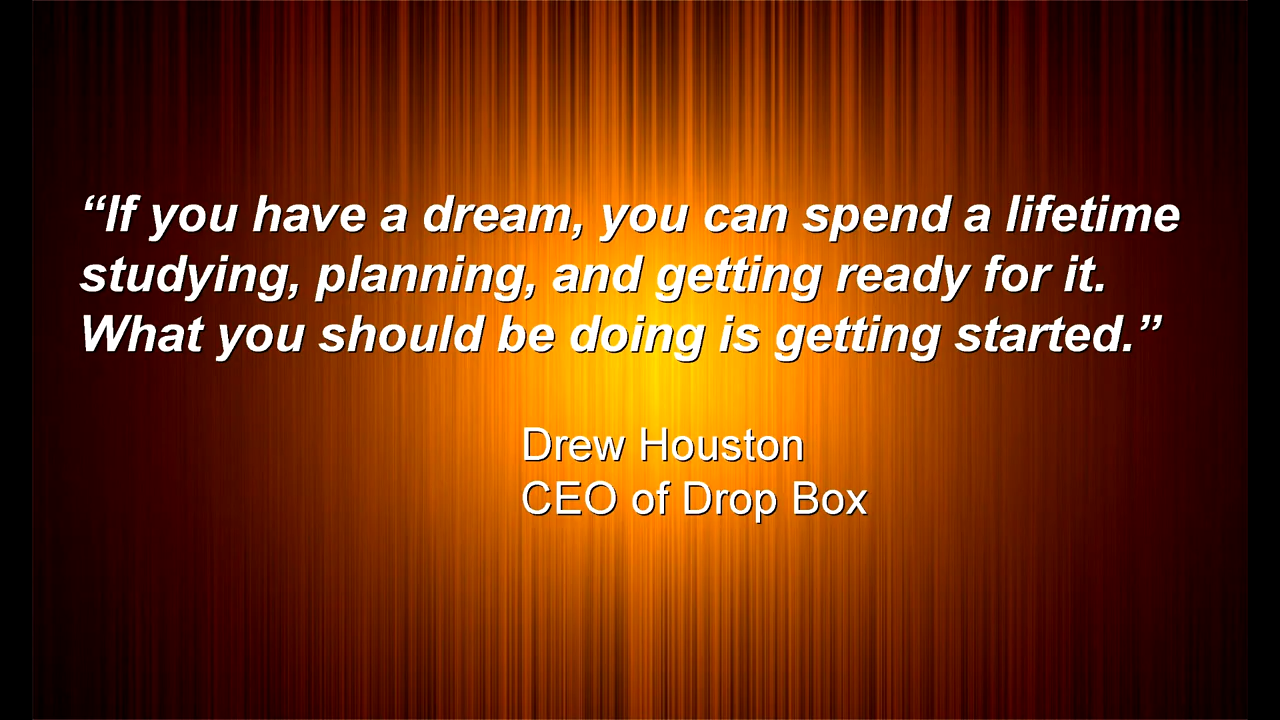 “If you have a dream, you can spend a lifetime
studying, planning, and getting ready for it.
What you should be doing is getting started.”
Drew Houston
CEO of Drop Box